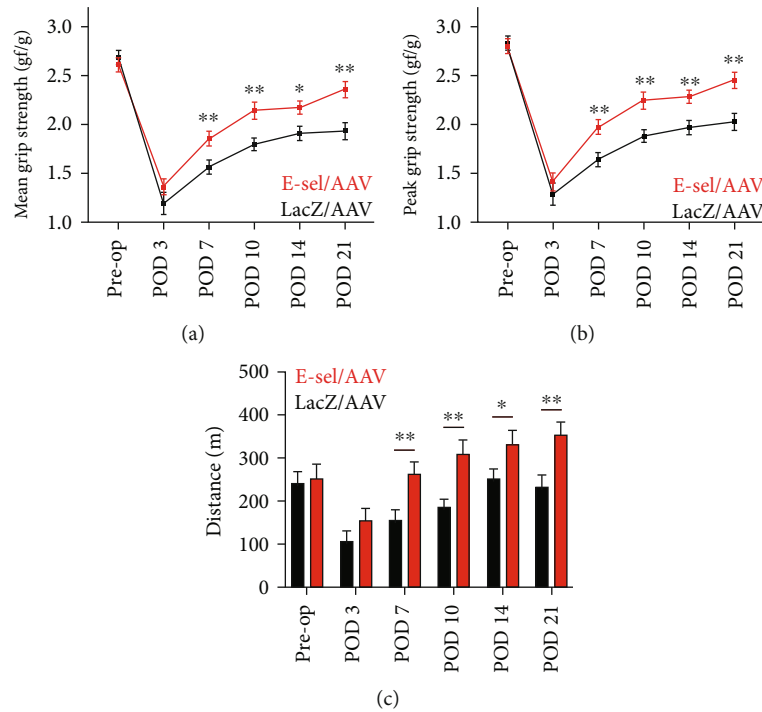 Mean grip strength (gf/g)
3.0
2.5
2.0
1.5
1.0
**
**
*
**
E-sel/AAV
LacZ/AAV
Pre-op
POD 3
POD 7
POD 10
POD 14
POD 21
(a)
Peak grip strength (gf/g)
3.0
2.5
2.0
1.5
1.0
**
**
**
**
E-sel/AAV
LacZ/AAV
Pre-op
POD 3
POD 7
POD 10
POD 14
POD 21
(b)
Distance (m)
500
400
300
200
100
0
E-sel/AAV
LacZ/AAV
**
**
*
**
Pre-op
POD 3
POD 7
POD 10
POD 14
POD 21
(c)